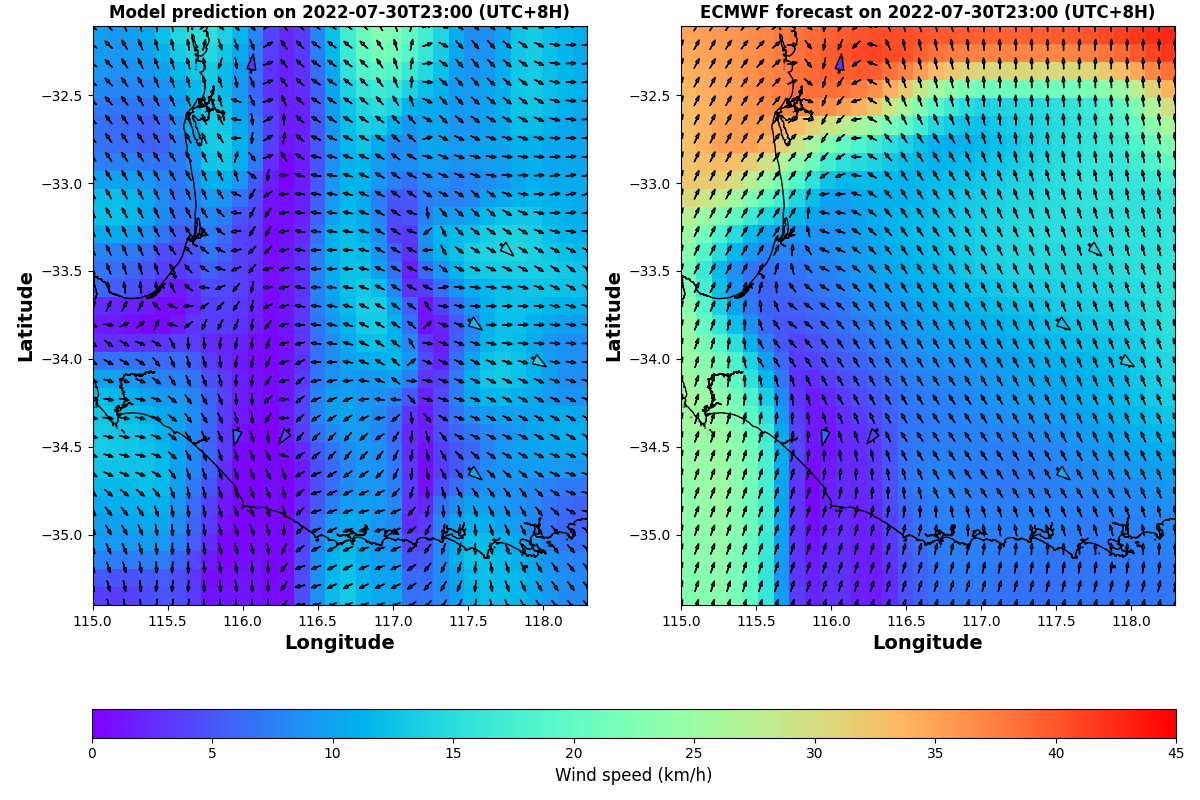 Model prediction on 2022-07-30T23:00 (UTC+8H)
ECMWF forecast on 2022-07-30T23:00 (UTC+8H)
Latitude
−32.5
−33.0
−33.5
−34.0
−34.5
−35.0
115.0 115.5 116.0 116.5 117.0 117.5 118.0
Longitude
Latitude
−32.5
−33.0
−33.5
−34.0
−34.5
−35.0
115.0 115.5 116.0 116.5 117.0 117.5 118.0
Longitude
0 5 10 15 20 25 30 35 40 45
Wind speed (km/h)